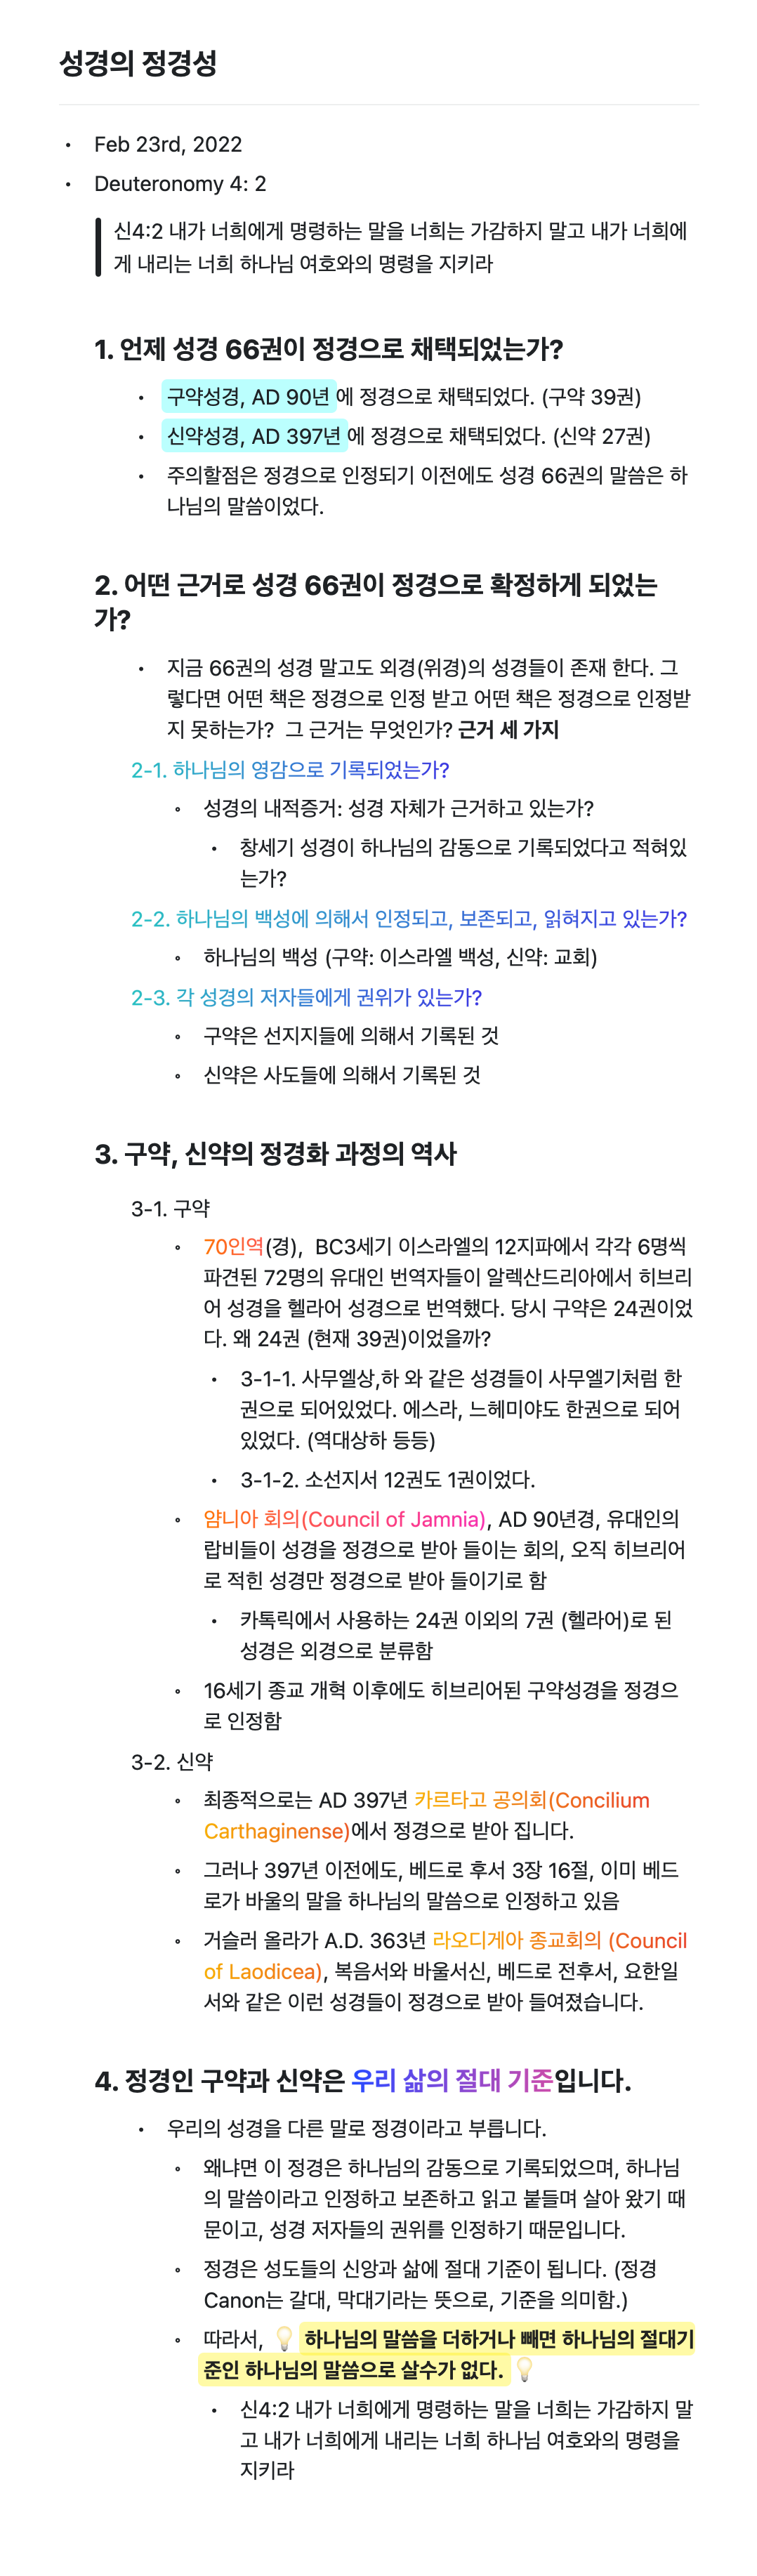 성경의 정경성
• Feb 23rd, 2022
• Deuteronomy 4: 2
신4:2 내가 너희에게 명령하는 말을 너희는 가감하지 말고 내가 너희에
게 내리는 너희 하나님 여호와의 명령을 지키라
1. 언제 성경 66권이 정경으로 채택되었는가?
• 구약성경, AD 90년 에 정경으로 채택되었다. (구약 39권)
• 신약성경, AD 397년 에 정경으로 채택되었다. (신약 27권)
• 주의할점은 정경으로 인정되기 이전에도 성경 66권의 말씀은 하
나님의 말씀이었다.
2. 어떤 근거로 성경 66권이 정경으로 확정하게 되었는
가?
• 지금 66권의 성경 말고도 외경(위경)의 성경들이 존재 한다. 그
렇다면 어떤 책은 정경으로 인정 받고 어떤 책은 정경으로 인정받
지 못하는가?  그 근거는 무엇인가? 근거 세 가지
2-1. 하나님의 영감으로 기록되었는가?
◦ 성경의 내적증거: 성경 자체가 근거하고 있는가?
• 창세기 성경이 하나님의 감동으로 기록되었다고 적혀있
는가?
2-2. 하나님의 백성에 의해서 인정되고, 보존되고, 읽혀지고 있는가?
◦ 하나님의 백성 (구약: 이스라엘 백성, 신약: 교회)
2-3. 각 성경의 저자들에게 권위가 있는가?
◦ 구약은 선지지들에 의해서 기록된 것
◦ 신약은 사도들에 의해서 기록된 것
3. 구약, 신약의 정경화 과정의 역사
3-1. 구약
◦ 70인역(경),  BC3세기 이스라엘의 12지파에서 각각 6명씩
파견된 72명의 유대인 번역자들이 알렉산드리아에서 히브리
어 성경을 헬라어 성경으로 번역했다. 당시 구약은 24권이었
다. 왜 24권 (현재 39권)이었을까?
• 3-1-1. 사무엘상,하 와 같은 성경들이 사무엘기처럼 한
권으로 되어있었다. 에스라, 느헤미야도 한권으로 되어
있었다. (역대상하 등등)
• 3-1-2. 소선지서 12권도 1권이었다.
◦ 얌니아 회의(Council of Jamnia), AD 90년경, 유대인의
랍비들이 성경을 정경으로 받아 들이는 회의, 오직 히브리어
로 적힌 성경만 정경으로 받아 들이기로 함
• 카톡릭에서 사용하는 24권 이외의 7권 (헬라어)로 된
성경은 외경으로 분류함
◦ 16세기 종교 개혁 이후에도 히브리어된 구약성경을 정경으
로 인정함
3-2. 신약
◦ 최종적으로는 AD 397년 카르타고 공의회(Concilium
Carthaginense)에서 정경으로 받아 집니다.
◦ 그러나 397년 이전에도, 베드로 후서 3장 16절, 이미 베드
로가 바울의 말을 하나님의 말씀으로 인정하고 있음
◦ 거슬러 올라가 A.D. 363년 라오디게아 종교회의 (Council
of Laodicea), 복음서와 바울서신, 베드로 전후서, 요한일
서와 같은 이런 성경들이 정경으로 받아 들여졌습니다.
4. 정경인 구약과 신약은 우리 삶의 절대 기준입니다.
• 우리의 성경을 다른 말로 정경이라고 부릅니다.
◦ 왜냐면 이 정경은 하나님의 감동으로 기록되었으며, 하나님
의 말씀이라고 인정하고 보존하고 읽고 붙들며 살아 왔기 때
문이고, 성경 저자들의 권위를 인정하기 때문입니다.
◦ 정경은 성도들의 신앙과 삶에 절대 기준이 됩니다. (정경
Canon는 갈대, 막대기라는 뜻으로, 기준을 의미함.)
◦ 따라서, 💡 하나님의 말씀을 더하거나 빼면 하나님의 절대기
준인 하나님의 말씀으로 살수가 없다. 💡
• 신4:2 내가 너희에게 명령하는 말을 너희는 가감하지 말
고 내가 너희에게 내리는 너희 하나님 여호와의 명령을
지키라